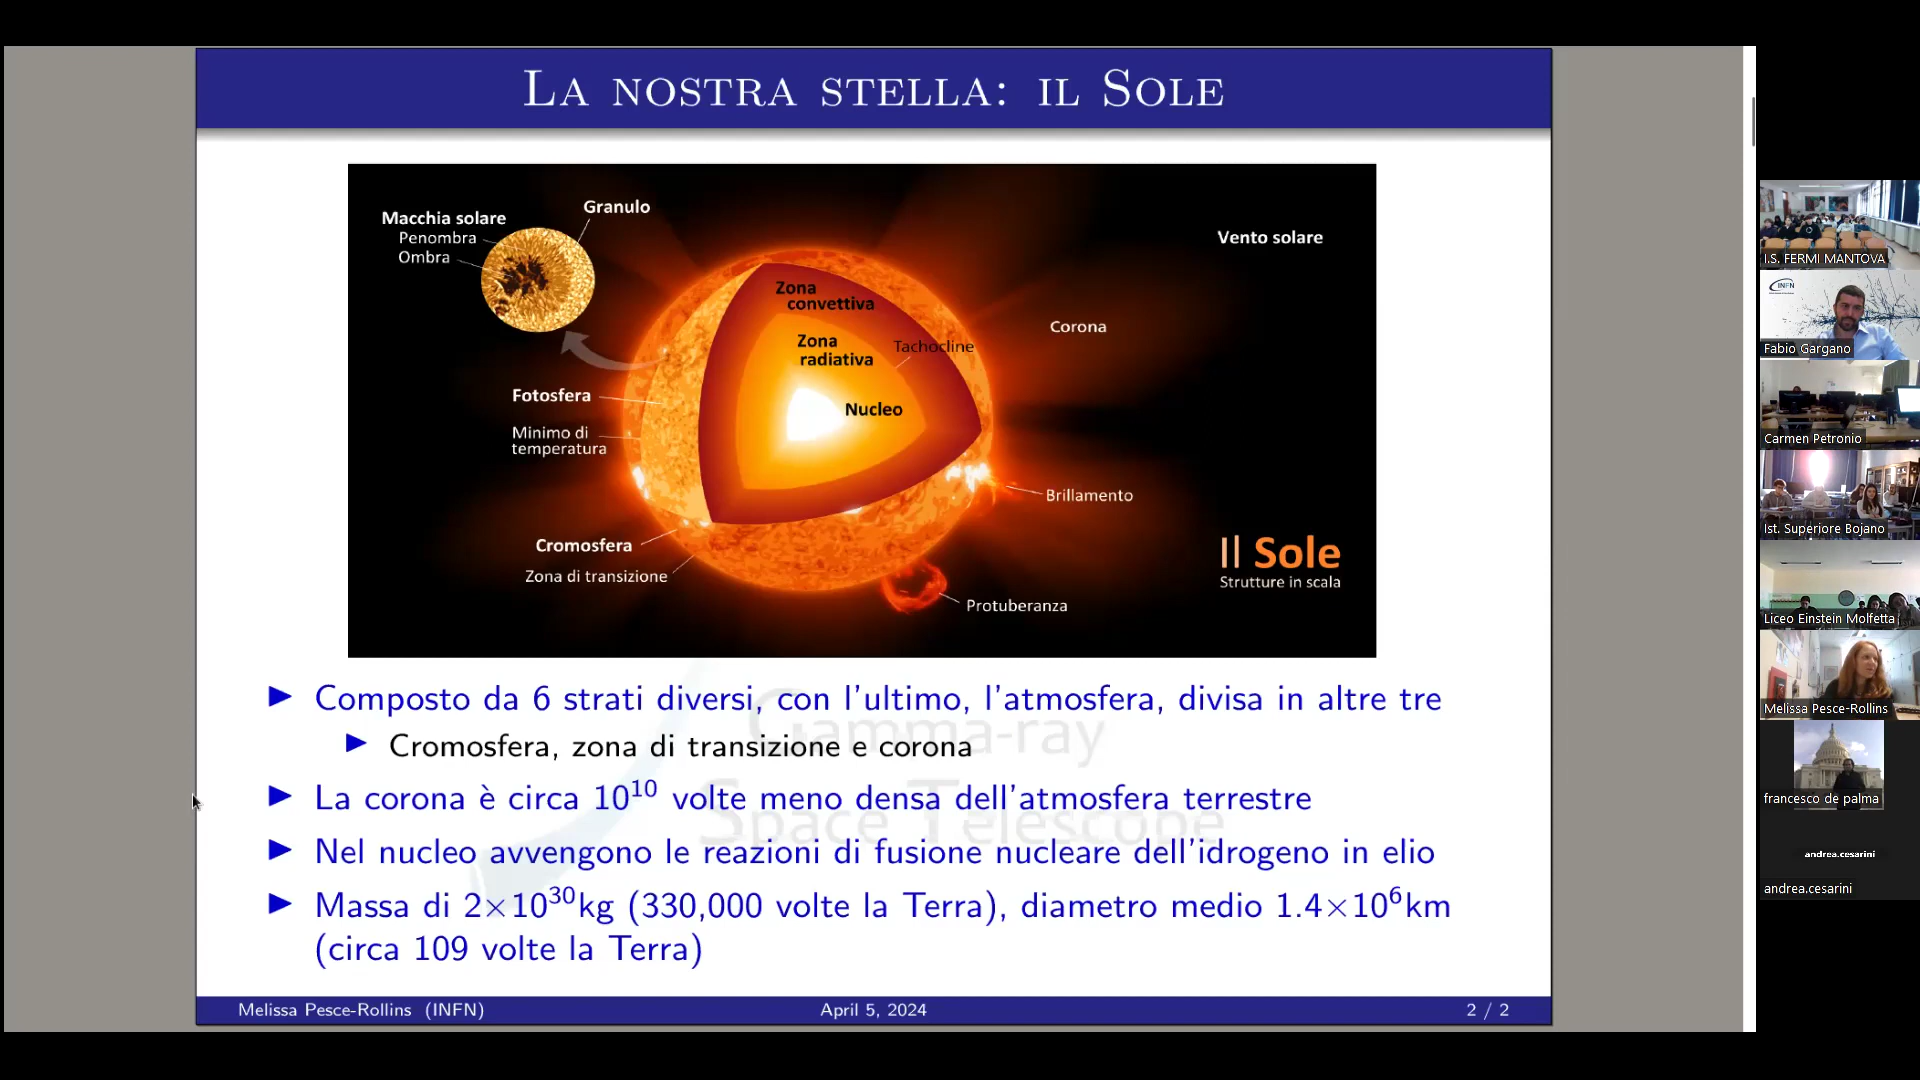 La nostra stella: il Sole
Macchia solare
Penombra
Ombra
Granulo
Vento solare
Zona
convettiva
Zona
radiativa
Tachocline
Nucleo
Corona
Fotosfera
Minimo di
temperatura
Brillamento
Cromosfera
Zona di transizione
Protuberanza
Il Sole
Strutture in scala
Composto da 6 strati diversi, con l'ultimo, l'atmosfera, divisa in altre tre
Cromosfera, zona di transizione e corona
La corona è circa 10¹⁰ volte meno densa dell'atmosfera terrestre
Nel nucleo avvengono le reazioni di fusione nucleare dell'idrogeno in elio
Massa di 2×10³⁰kg (330,000 volte la Terra), diametro medio 1.4×10⁶km
(circa 109 volte la Terra)
Gamma-ray
Space Telescope
Melissa Pesce-Rollins (INFN)
April 5, 2024
2 / 2
I.S. FERMI MANTOVA
INFN
Fabio Gargano
Carmen Petronio
Ist. Superiore Bojano
Liceo Einstein Molfetta
Melissa Pesce-Rollins
francesco de palma
andrea.cesarini
andrea.cesarini